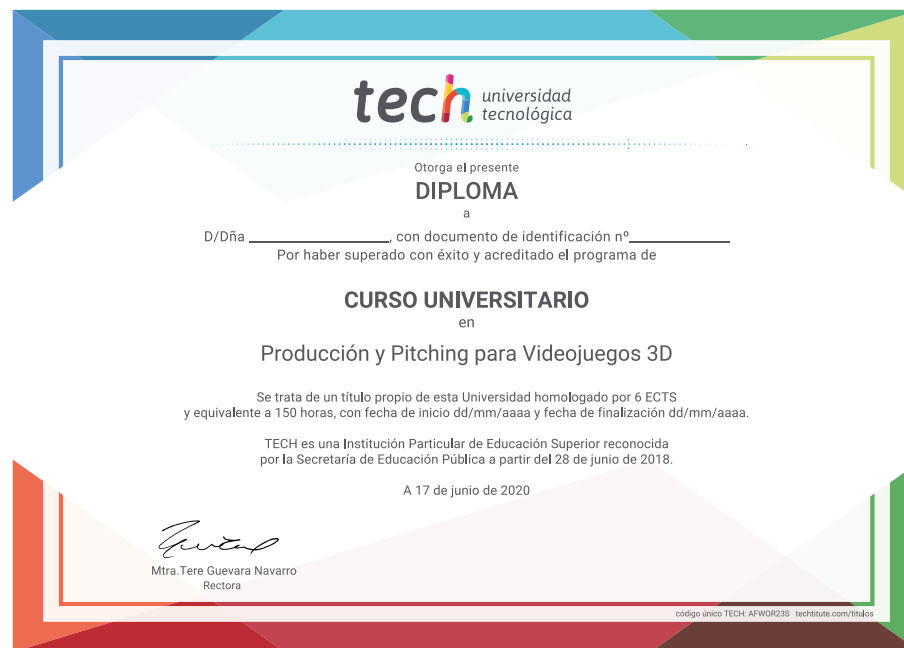 tech universidad
tecnológica
Otorga el presente
DIPLOMA
a
D/Dña ________________, con documento de identificación nº____________
Por haber superado con éxito y acreditado el programa de
CURSO UNIVERSITARIO
en
Producción y Pitching para Videojuegos 3D
Se trata de un título propio de esta Universidad homologado por 6 ECTS
y equivalente a 150 horas, con fecha de inicio dd/mm/aaaa y fecha de finalización dd/mm/aaaa.
TECH es una Institución Particular de Educación Superior reconocida
por la Secretaría de Educación Pública a partir del 28 de junio de 2018.
A 17 de junio de 2020
Mtra.Tere Guevara Navarro
Rectora
código único TECH: AFWOR23S techtitute.com/titulos